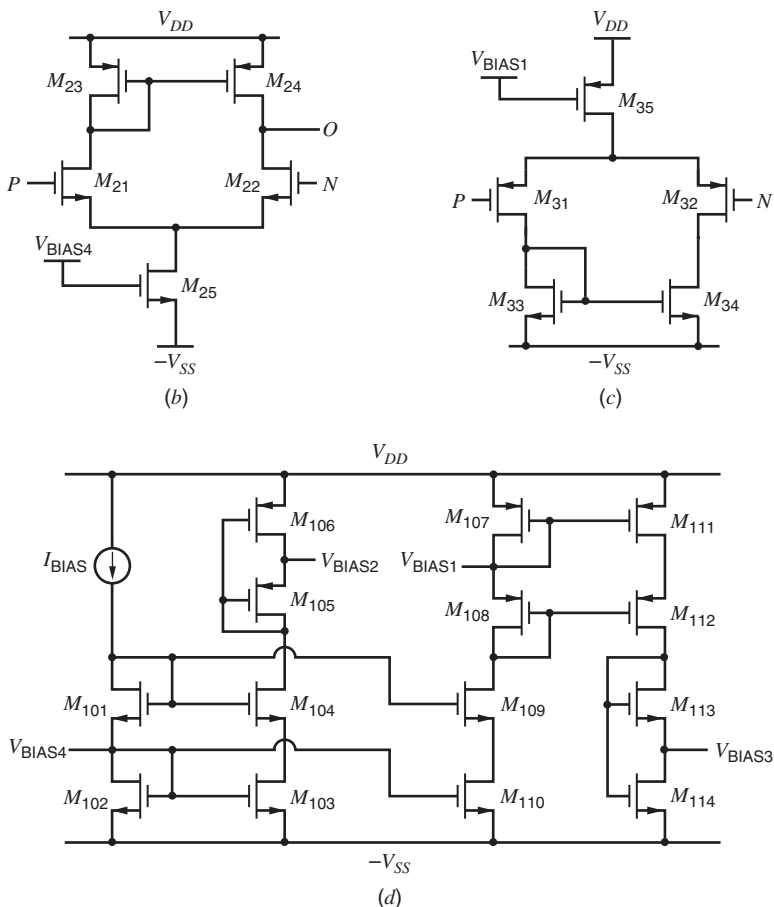 V_DD
M_23
M_24
O
P
M_21
M_22
N
V_BIAS4
M_25
−V_SS
(b)
V_DD
V_BIAS1
M_35
P
M_31
M_32
N
M_33
M_34
−V_SS
(c)
V_DD
M_106
M_107
M_111
I_BIAS
V_BIAS2
V_BIAS1
M_105
M_108
M_112
M_101
M_104
M_109
M_113
V_BIAS4
V_BIAS3
M_102
M_103
M_110
M_114
−V_SS
(d)